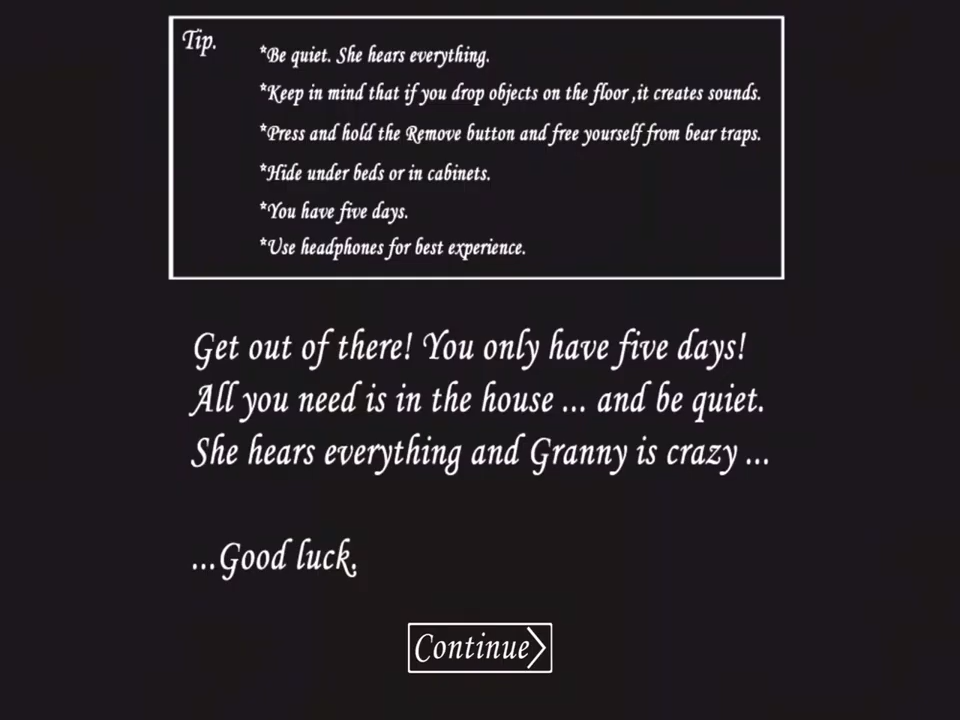 Tip.
*Be quiet. She hears everything.
*Keep in mind that if you drop objects on the floor ,it creates sounds.
*Press and hold the Remove button and free yourself from bear traps.
*Hide under beds or in cabinets.
*You have five days.
*Use headphones for best experience.
Get out of there! You only have five days!
All you need is in the house ... and be quiet.
She hears everything and Granny is crazy ...
...Good luck.
Continue